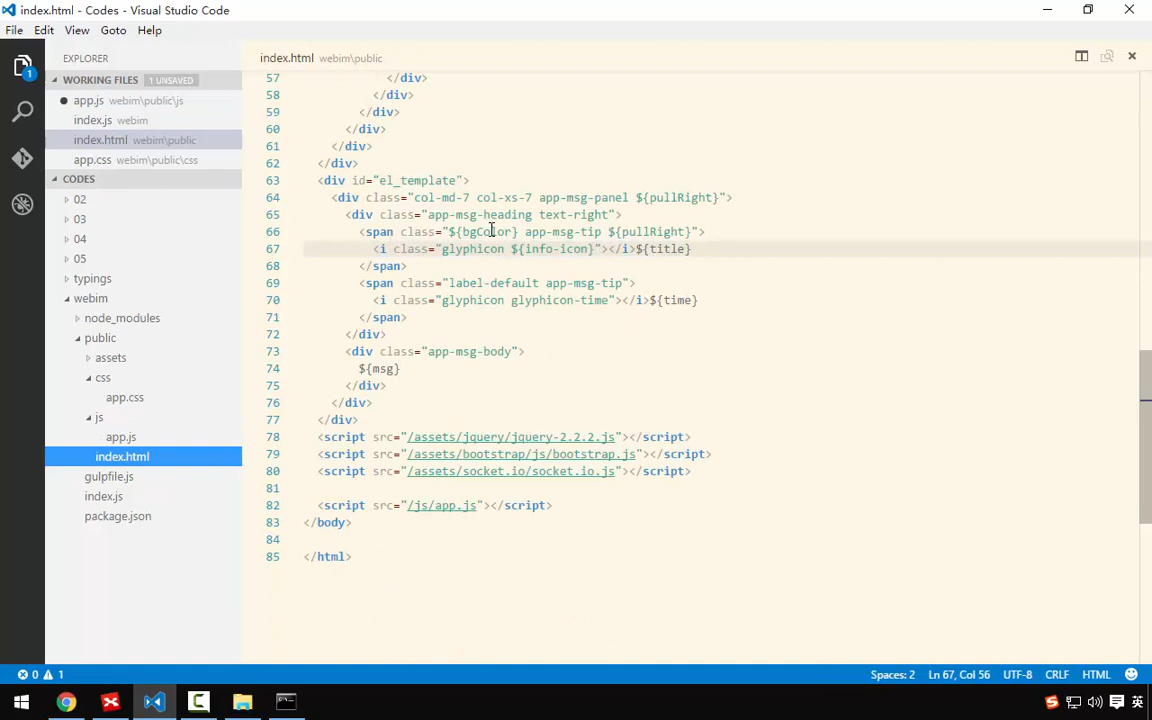 index.html - Codes - Visual Studio Code
File Edit View Goto Help
EXPLORER
WORKING FILES 1 UNSAVED
app.js webim\public\js
index.js webim
index.html webim\public
app.css webim\public\css
CODES
02
03
04
05
typings
webim
node_modules
public
assets
css
app.css
js
app.js
index.html
gulpfile.js
index.js
package.json
1
index.html webim\public
57 </div>
58 </div>
59 </div>
60 </div>
61 </div>
62 </div>
63 <div id="el_template">
64 <div class="col-md-7 col-xs-7 app-msg-panel ${pullRight}">
65 <div class="app-msg-heading text-right">
66 <span class="${bgColor} app-msg-tip ${pullRight}">
67 <i class="glyphicon ${info-icon}"></i>${title}
68 </span>
69 <span class="label-default app-msg-tip">
70 <i class="glyphicon glyphicon-time"></i>${time}
71 </span>
72 </div>
73 <div class="app-msg-body">
74 ${msg}
75 </div>
76 </div>
77 </div>
78 <script src="/assets/jquery/jquery-2.2.2.js"></script>
79 <script src="/assets/bootstrap/js/bootstrap.js"></script>
80 <script src="/assets/socket.io/socket.io.js"></script>
81
82 <script src="/js/app.js"></script>
83 </body>
84
85 </html>
0 1 Spaces: 2 Ln 67, Col 56 UTF-8 CRLF HTML
英